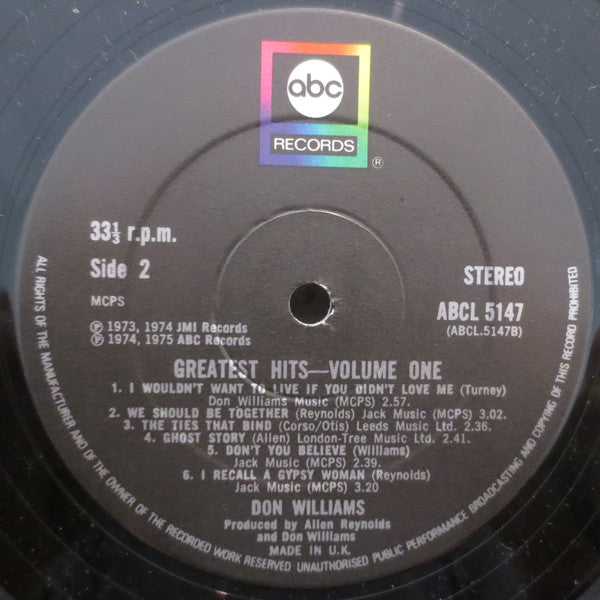 abc
RECORDS
®
33⅓ r.p.m.
Side 2
MCPS
STEREO
ABCL 5147
(ABCL.5147B)
Ⓟ 1973, 1974 JMI Records
Ⓟ 1974, 1975 ABC Records
GREATEST HITS—VOLUME ONE
1. I WOULDN'T WANT TO LIVE IF YOU DIDN'T LOVE ME (Turney)
Don Williams Music (MCPS) 2.57.
2. WE SHOULD BE TOGETHER (Reynolds) Jack Music (MCPS) 3.02.
3. THE TIES THAT BIND (Corso/Otis) Leeds Music Ltd. 2.36.
4. GHOST STORY (Allen) London-Tree Music Ltd. 2.41.
5. DON'T YOU BELIEVE (Williams)
Jack Music (MCPS) 2.39.
6. I RECALL A GYPSY WOMAN (Reynolds)
Jack Music (MCPS) 3.20
DON WILLIAMS
Produced by Allen Reynolds
and Don Williams
MADE IN U.K.
ALL RIGHTS OF THE MANUFACTURER AND OF THE OWNER OF THE RECORDED WORK RESERVED·UNAUTHORISED PUBLIC PERFORMANCE BROADCASTING AND COPYING OF THIS RECORD PROHIBITED